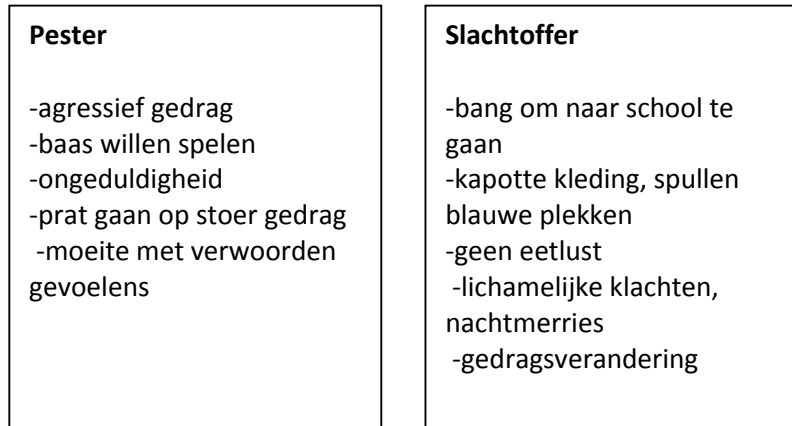 Pester
-agressief gedrag
-baas willen spelen
-ongeduldigheid
-prat gaan op stoer gedrag
-moeite met verwoorden
gevoelens
Slachtoffer
-bang om naar school te
gaan
-kapotte kleding, spullen
blauwe plekken
-geen eetlust
-lichamelijke klachten,
nachtmerries
-gedragsverandering